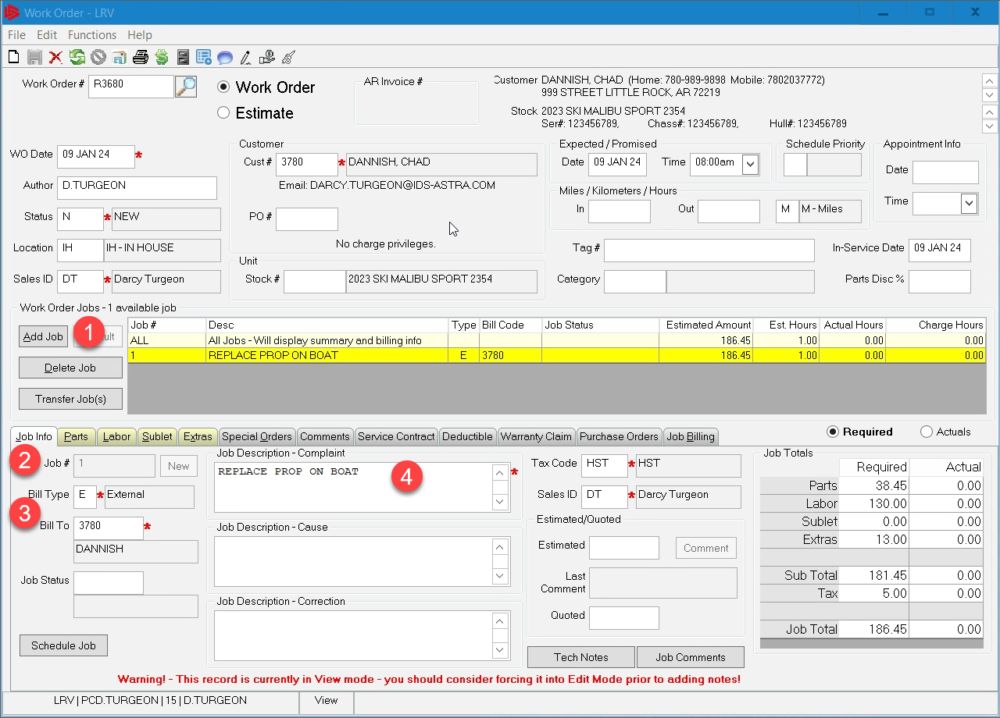 Work Order - LRV
File Edit Functions Help
Work Order # R3680
Work Order
Estimate
AR Invoice #
Customer DANNISH, CHAD (Home: 780-989-9898 Mobile: 7802037772)
999 STREET LITTLE ROCK, AR 72219
Stock 2023 SKI MALIBU SPORT 2354
Ser#: 123456789, Chass#: 123456789, Hull#: 123456789
WO Date 09 JAN 24 *
Author D.TURGEON
Status N * NEW
Location IH IH - IN HOUSE
Sales ID DT * Darcy Turgeon
Customer
Cust # 3780 * DANNISH, CHAD
Email: DARCY.TURGEON@IDS-ASTRA.COM
PO #
No charge privileges.
Unit
Stock # 2023 SKI MALIBU SPORT 2354
Expected / Promised
Date 09 JAN 24 Time 08:00am
Schedule Priority
Appointment Info
Date
Time
Miles / Kilometers / Hours
In Out M M - Miles
Tag # In-Service Date 09 JAN 24
Category Parts Disc %
Work Order Jobs - 1 available job
Add Job 1 ult
Delete Job
Transfer Job(s)
Job # Desc Type Bill Code Job Status Estimated Amount Est. Hours Actual Hours Charge Hours
ALL All Jobs - Will display summary and billing info 186.45 1.00 0.00 0.00
1 REPLACE PROP ON BOAT E 3780 186.45 1.00 0.00 0.00
Job Info Parts Labor Sublet Extras Special Orders Comments Service Contract Deductible Warranty Claim Purchase Orders Job Billing
Required Actuals
2 Job # 1 New
Bill Type E * External
3 Bill To 3780 *
DANNISH
Job Status
Schedule Job
Job Description - Complaint
REPLACE PROP ON BOAT 4 *
Job Description - Cause
Job Description - Correction
Tax Code HST * HST
Sales ID DT * Darcy Turgeon
Estimated/Quoted
Estimated Comment
Last
Comment
Quoted
Tech Notes Job Comments
Job Totals
Required Actual
Parts 38.45 0.00
Labor 130.00 0.00
Sublet 0.00 0.00
Extras 13.00 0.00
Sub Total 181.45 0.00
Tax 5.00 0.00
Job Total 186.45 0.00
Warning! - This record is currently in View mode - you should consider forcing it into Edit Mode prior to adding notes!
LRV | PCD.TURGEON | 15 | D.TURGEON View